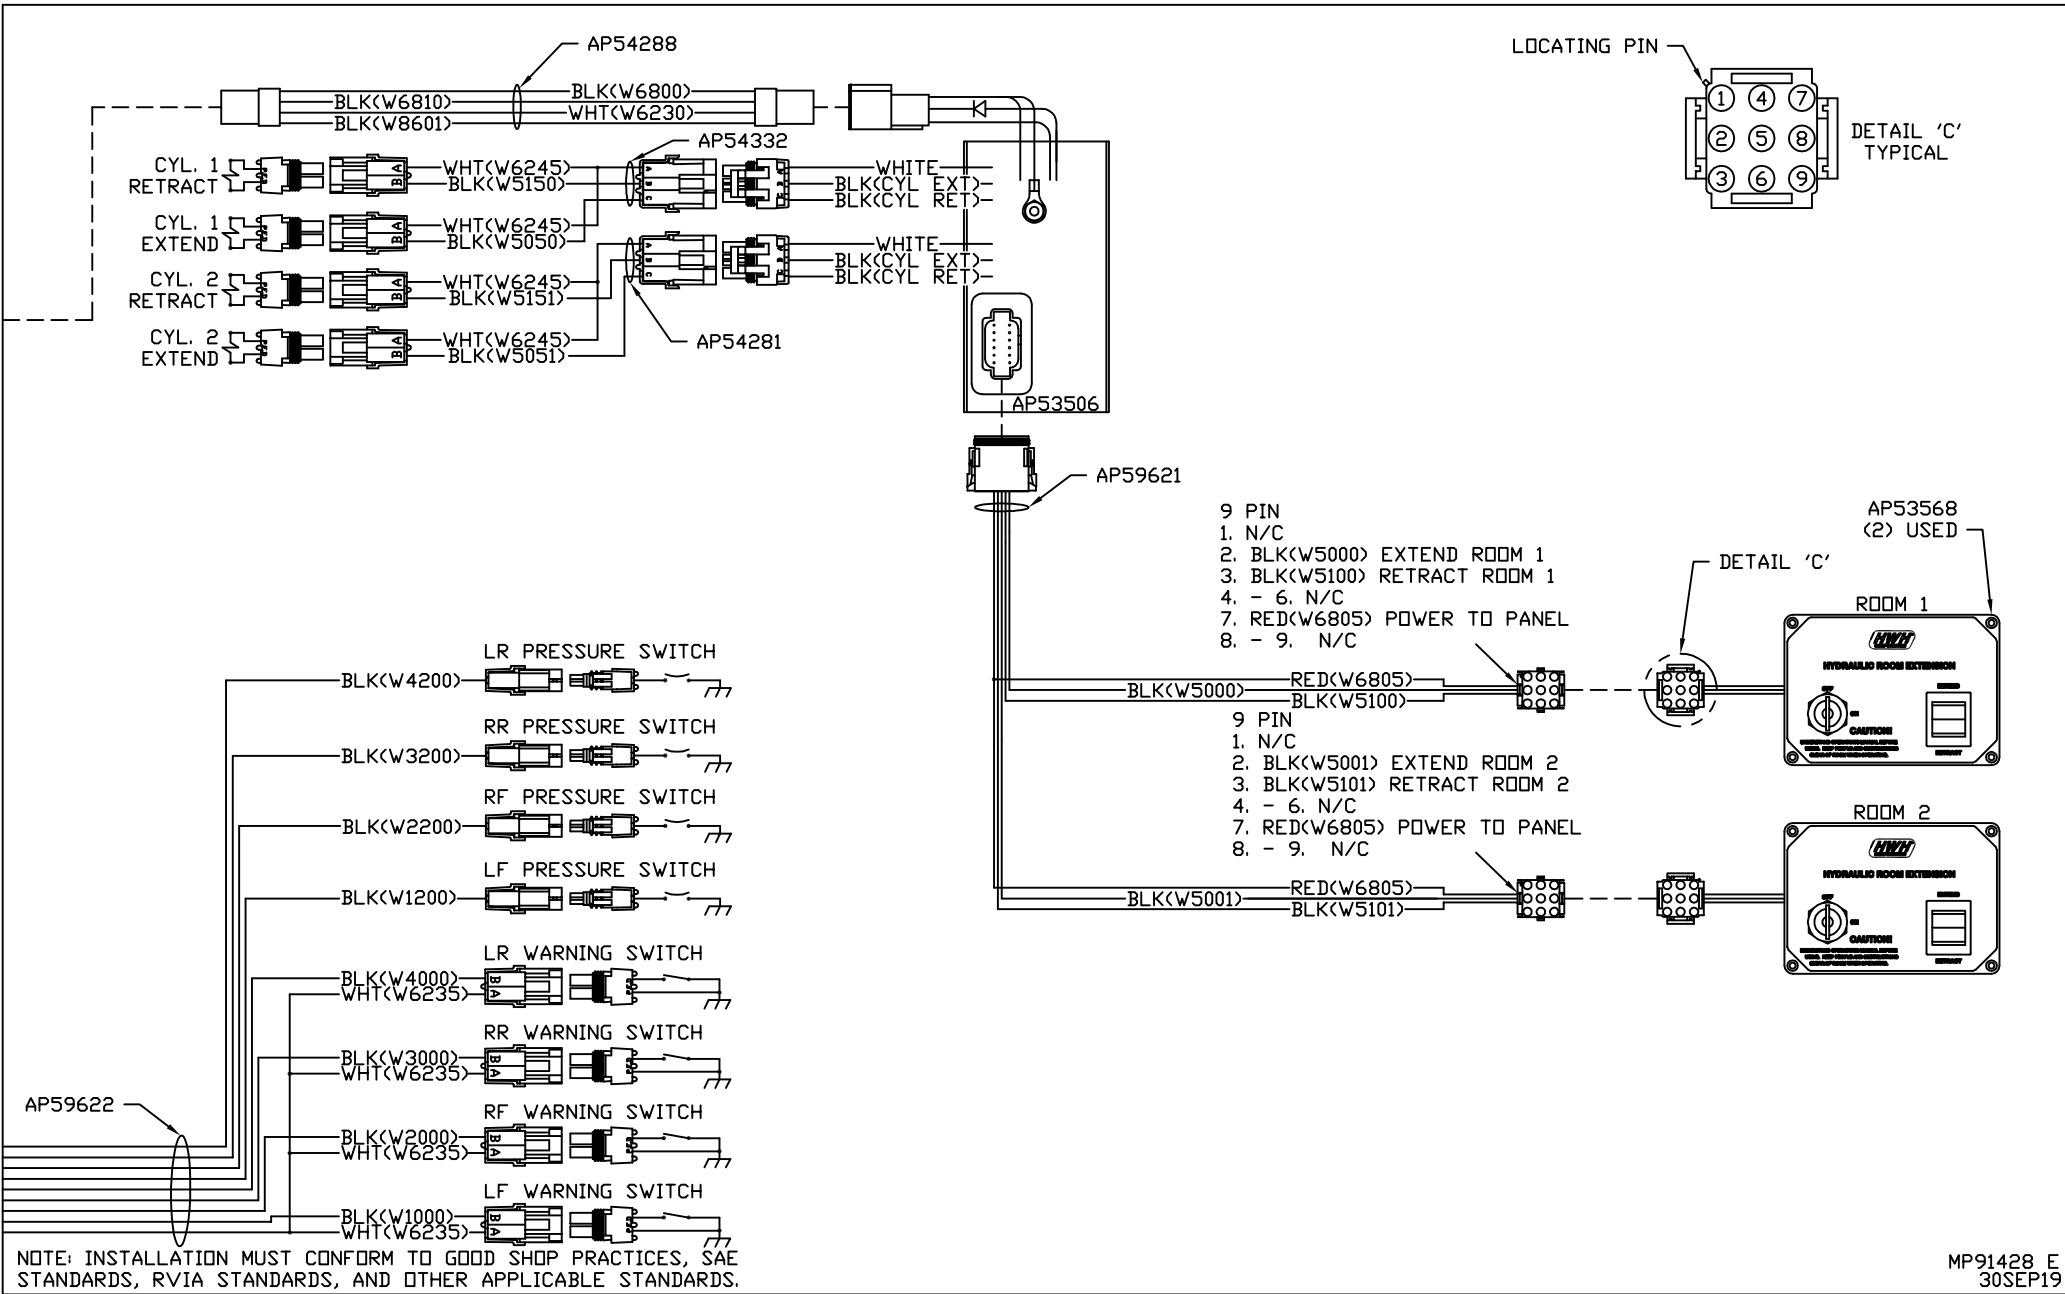 AP54288
BLK(W6800)
BLK(W6810)
WHT(W6230)
BLK(W8601)
LOCATING PIN
1 4 7
2 5 8
3 6 9
DETAIL 'C'
TYPICAL
AP54332
CYL. 1
RETRACT
A
B
WHT(W6245)
BLK(W5150)
A
B
C
WHITE
BLK(CYL EXT)
BLK(CYL RET)
CYL. 1
EXTEND
A
B
WHT(W6245)
BLK(W5050)
A
B
C
WHITE
BLK(CYL EXT)
BLK(CYL RET)
CYL. 2
RETRACT
A
B
WHT(W6245)
BLK(W5151)
CYL. 2
EXTEND
A
B
WHT(W6245)
BLK(W5051)
AP54281
AP53506
AP59621
9 PIN
1. N/C
2. BLK(W5000) EXTEND ROOM 1
3. BLK(W5100) RETRACT ROOM 1
4. - 6. N/C
7. RED(W6805) POWER TO PANEL
8. - 9. N/C
RED(W6805)
BLK(W5000)
BLK(W5100)
AP53568
(2) USED
DETAIL 'C'
ROOM 1
HWH
HYDRAULIC ROOM EXTENSION
OFF
ON
EXTEND
CAUTION!
RETRACT
9 PIN
1. N/C
2. BLK(W5001) EXTEND ROOM 2
3. BLK(W5101) RETRACT ROOM 2
4. - 6. N/C
7. RED(W6805) POWER TO PANEL
8. - 9. N/C
RED(W6805)
BLK(W5001)
BLK(W5101)
ROOM 2
HWH
HYDRAULIC ROOM EXTENSION
OFF
ON
EXTEND
CAUTION!
RETRACT
LR PRESSURE SWITCH
BLK(W4200)
RR PRESSURE SWITCH
BLK(W3200)
RF PRESSURE SWITCH
BLK(W2200)
LF PRESSURE SWITCH
BLK(W1200)
LR WARNING SWITCH
BLK(W4000)
WHT(W6235)
B
A
RR WARNING SWITCH
BLK(W3000)
WHT(W6235)
B
A
RF WARNING SWITCH
BLK(W2000)
WHT(W6235)
B
A
LF WARNING SWITCH
BLK(W1000)
WHT(W6235)
B
A
AP59622
NOTE: INSTALLATION MUST CONFORM TO GOOD SHOP PRACTICES, SAE
STANDARDS, RVIA STANDARDS, AND OTHER APPLICABLE STANDARDS.
MP91428 E
30SEP19